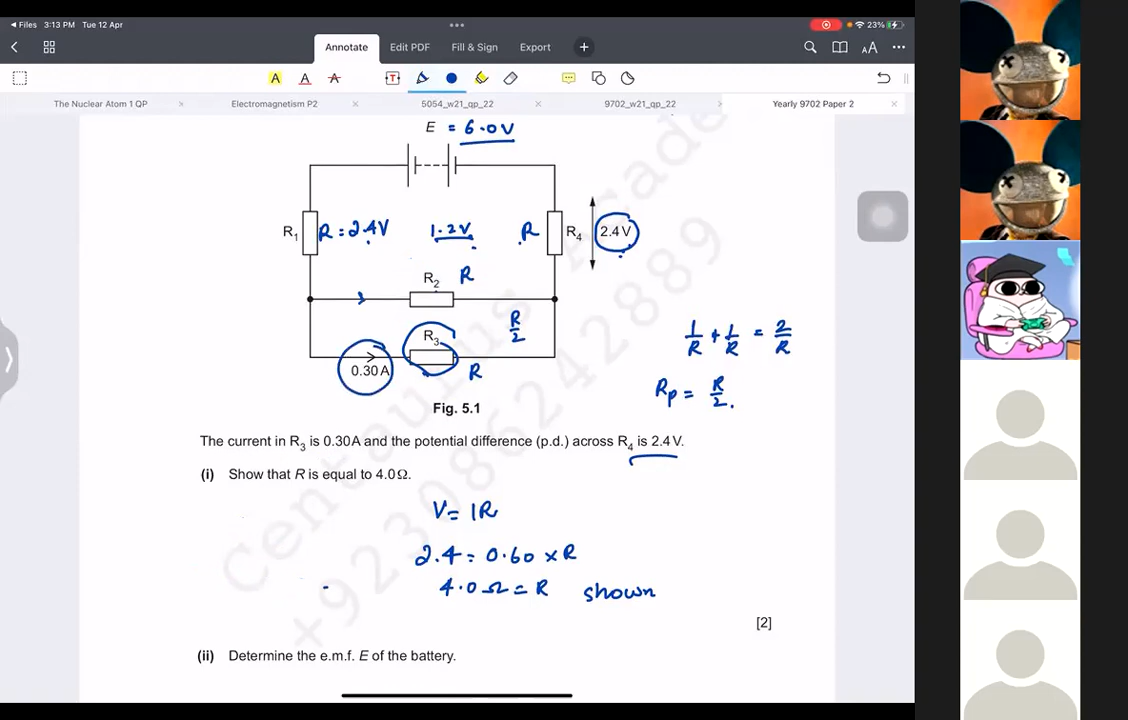 Files 3:13 PM Tue 12 Apr 23%
Annotate Edit PDF Fill & Sign Export
The Nuclear Atom 1 QP Electromagnetism P2 5054_w21_qp_22 9702_w21_qp_22 Yearly 9702 Paper 2
E = 6.0V
R1 R = 2.4V 1.2V R R4 2.4V
R2 R
R/2
R3
0.30A R
1/R + 1/R = 2/R
Rp = R/2.
Fig. 5.1
The current in R3 is 0.30A and the potential difference (p.d.) across R4 is 2.4V.
(i) Show that R is equal to 4.0Ω.
V = IR
2.4 = 0.60 × R
4.0Ω = R shown
[2]
(ii) Determine the e.m.f. E of the battery.
+923086242889